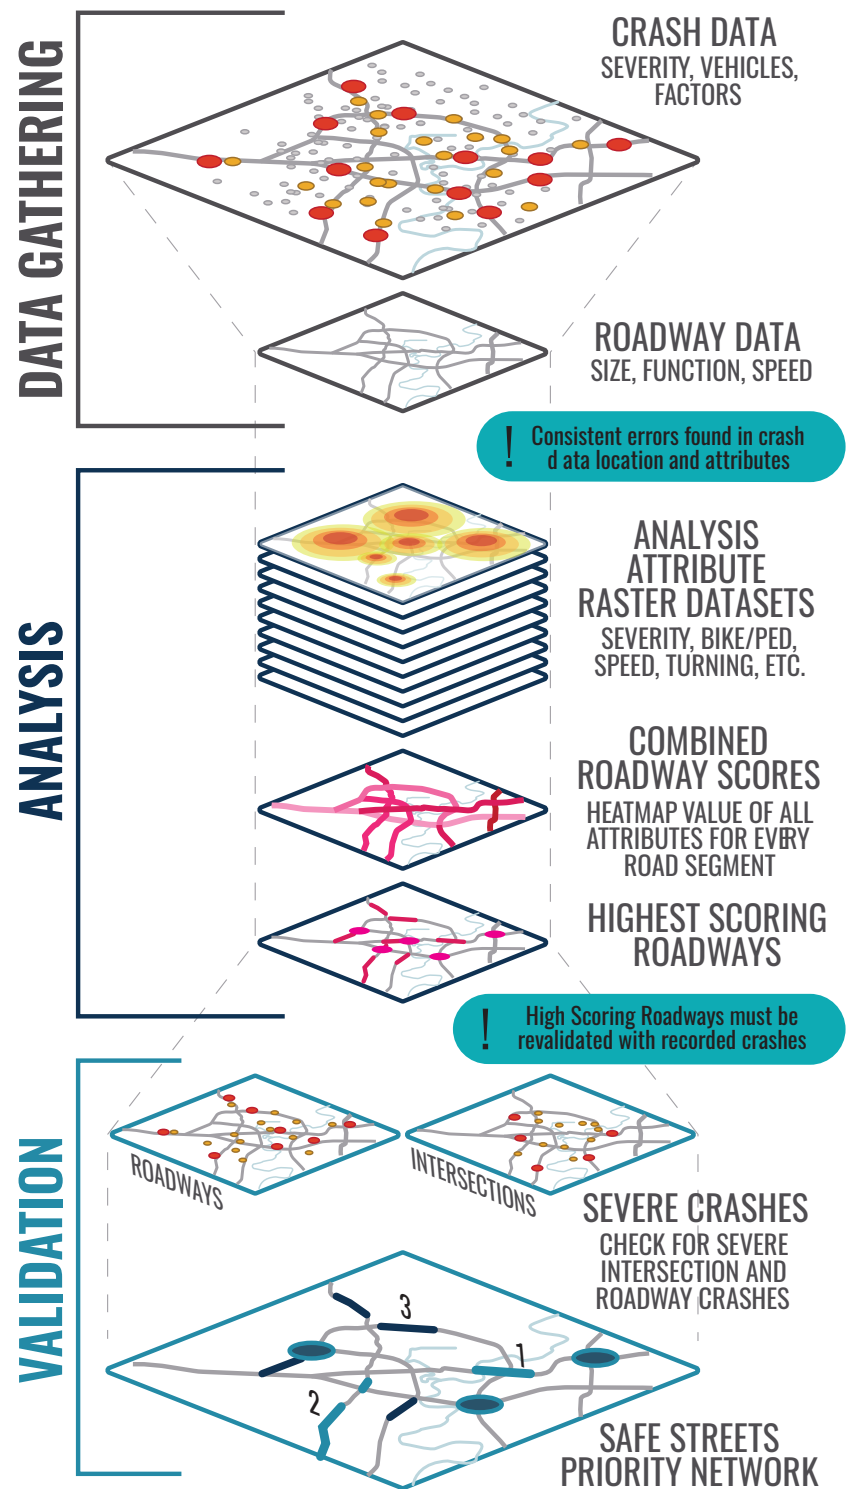 DATA GATHERING
CRASH DATA
SEVERITY, VEHICLES,
FACTORS
ROADWAY DATA
SIZE, FUNCTION, SPEED
! Consistent errors found in crash
d ata location and attributes
ANALYSIS
ANALYSIS
ATTRIBUTE
RASTER DATASETS
SEVERITY, BIKE/PED,
SPEED, TURNING, ETC.
COMBINED
ROADWAY SCORES
HEATMAP VALUE OF ALL
ATTRIBUTES FOR EVERY
ROAD SEGMENT
HIGHEST SCORING
ROADWAYS
! High Scoring Roadways must be
revalidated with recorded crashes
VALIDATION
ROADWAYS
INTERSECTIONS
SEVERE CRASHES
CHECK FOR SEVERE
INTERSECTION AND
ROADWAY CRASHES
3
1
2
SAFE STREETS
PRIORITY NETWORK